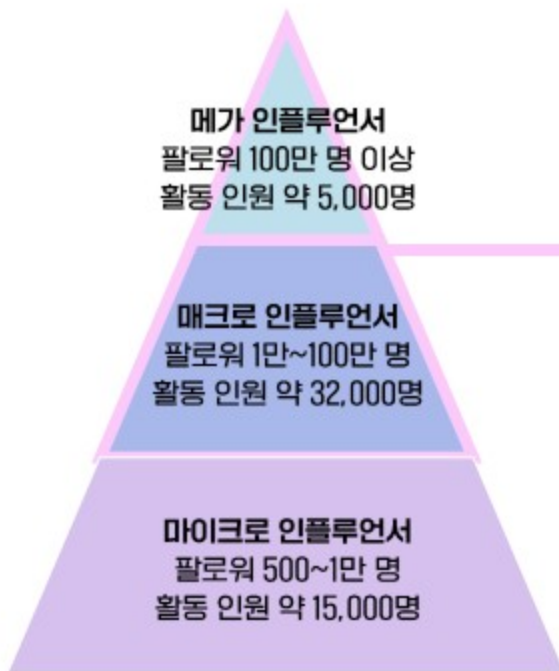 메가 인플루언서
팔로워 100만 명 이상
활동 인원 약 5,000명
매크로 인플루언서
팔로워 1만~100만 명
활동 인원 약 32,000명
마이크로 인플루언서
팔로워 500~1만 명
활동 인원 약 15,000명